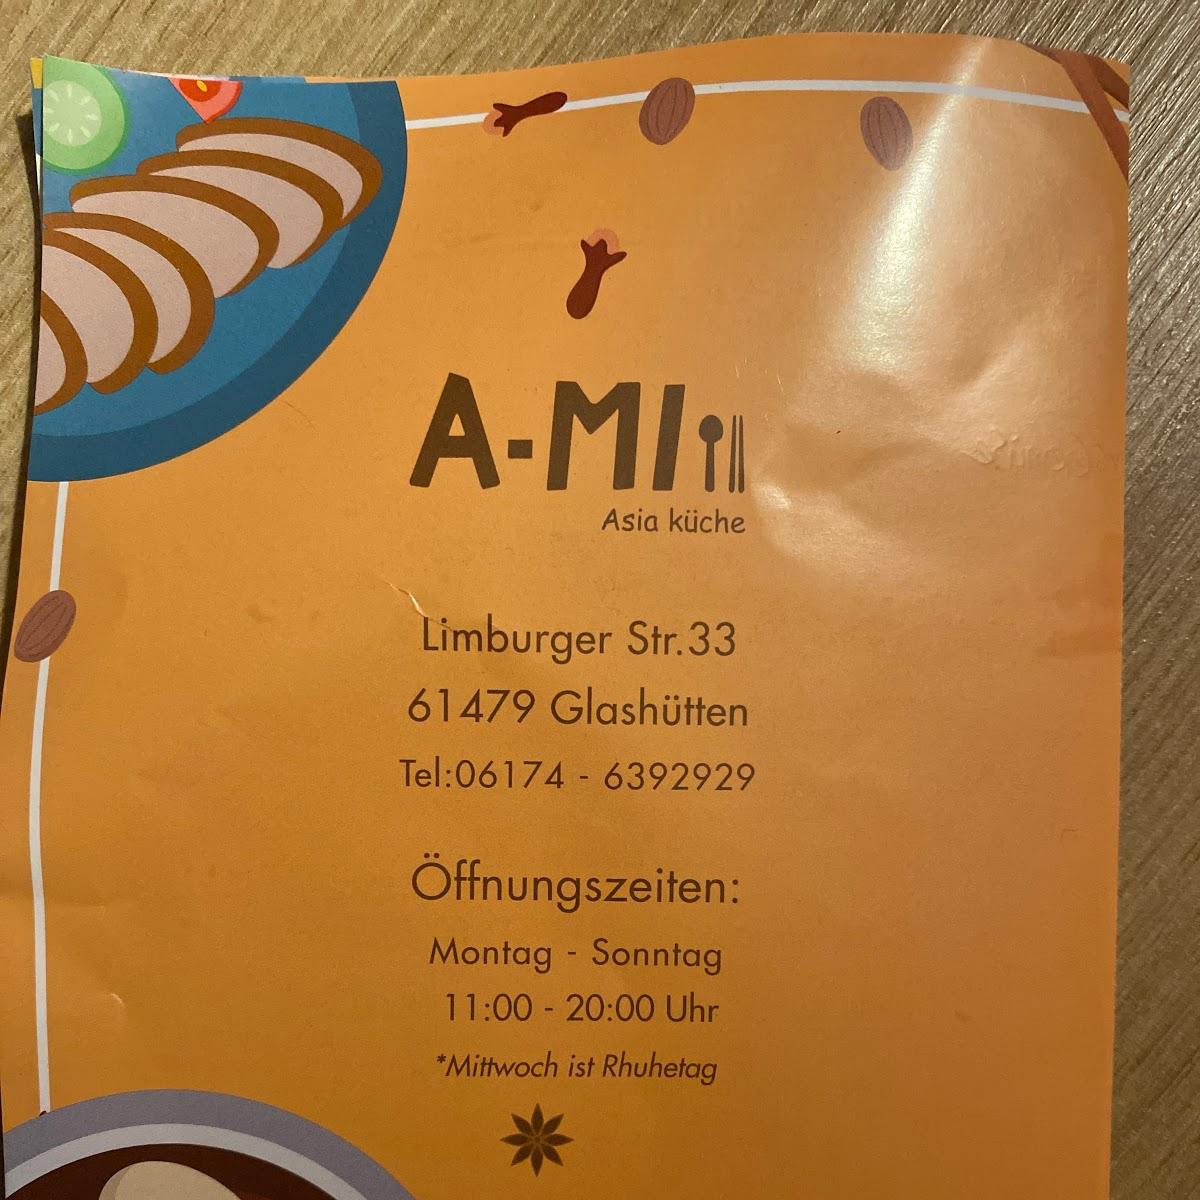 A-MI
Asia küche
Limburger Str.33
61479 Glashütten
Tel:06174 - 6392929
Öffnungszeiten:
Montag - Sonntag
11:00 - 20:00 Uhr
*Mittwoch ist Rhuhetag